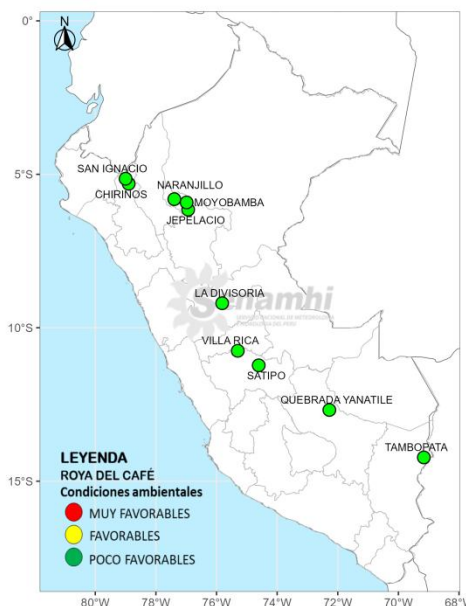 N
0°
SAN IGNACIO
NARANJILLO
5°S
CHIRINOS
MOYOBAMBA
JEPELACIO
LA DIVISORIA
Senamhi
10°S
VILLA RICA
SATIPO
QUEBRADA YANATILE
TAMBOPATA
LEYENDA
ROYA DEL CAFÉ
Condiciones ambientales
15°S
MUY FAVORABLES
FAVORABLES
POCO FAVORABLES
80°W 78°W 76°W 74°W 72°W 70°W 68°W